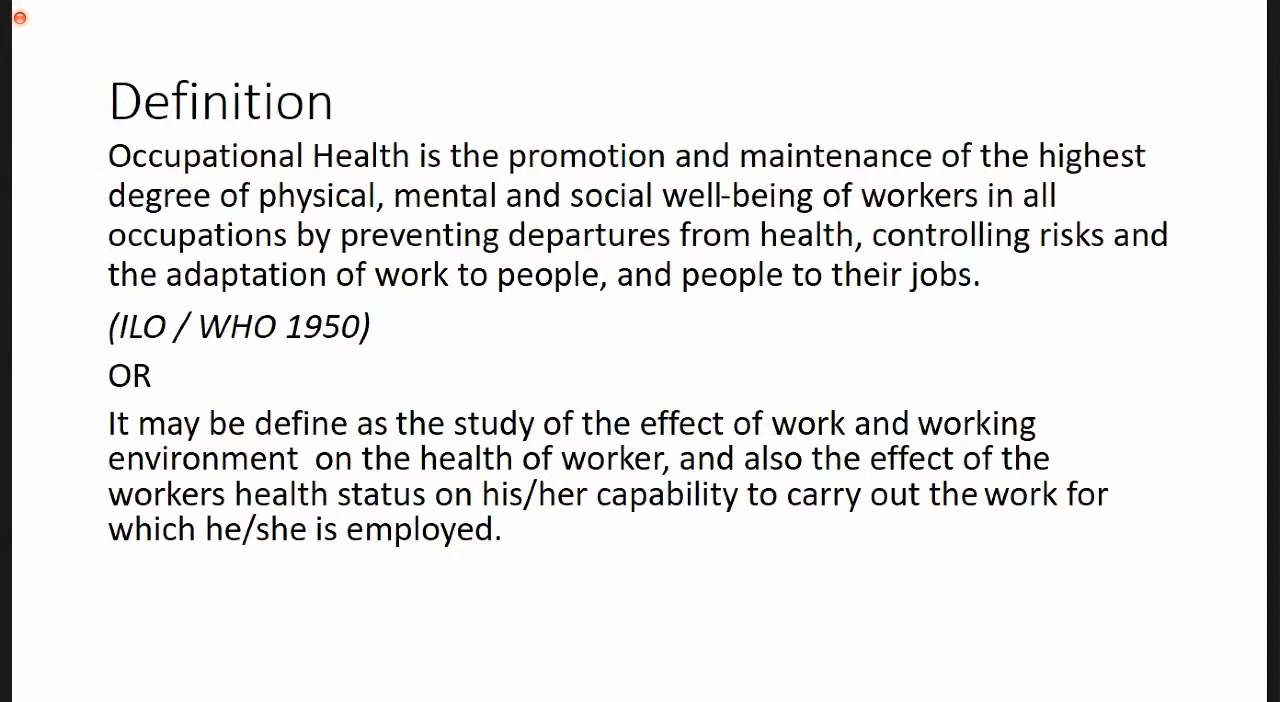 Definition
Occupational Health is the promotion and maintenance of the highest
degree of physical, mental and social well-being of workers in all
occupations by preventing departures from health, controlling risks and
the adaptation of work to people, and people to their jobs.
(ILO / WHO 1950)
OR
It may be define as the study of the effect of work and working
environment  on the health of worker, and also the effect of the
workers health status on his/her capability to carry out the work for
which he/she is employed.